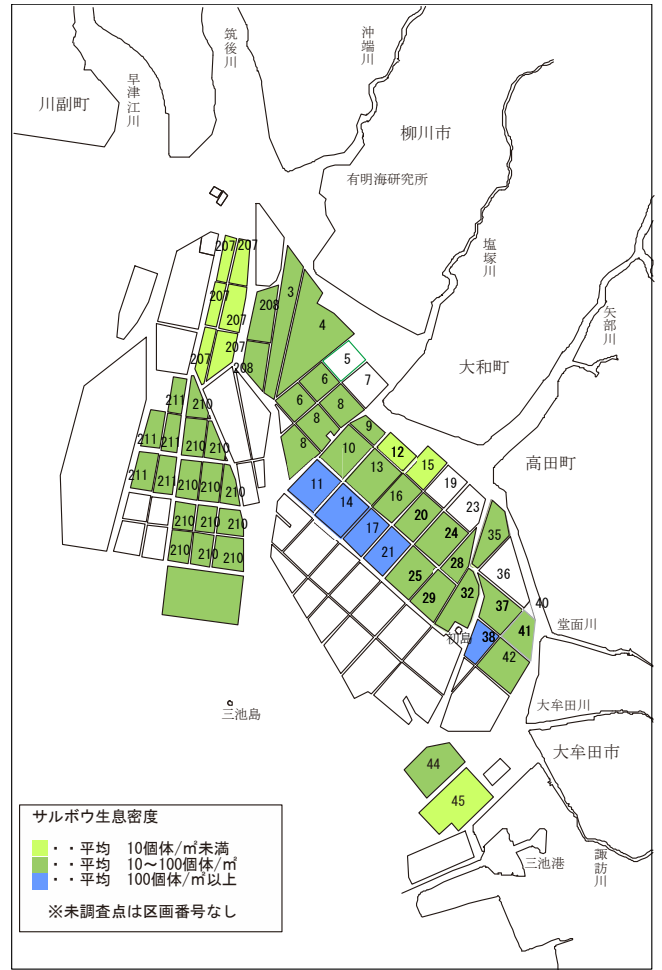 筑後川
沖端川
早津江川
川副町
柳川市
有明海研究所
塩塚川
矢部川
大和町
高田町
207 207
207
207
207 207
208
208
3
4
5
7
6
6
8
8
8
9
10
12
15
13
19
16
23
11
14
20
24
17
21
28
25
29
32
35
36
37
40
41
38
42
211 210
211 211 210 210
211 211 210 210 210
210 210 210
210 210 210
初島
堂面川
大牟田川
三池島
大牟田市
44
45
三池港
諏訪川
サルボウ生息密度
・・平均 10個体/㎡未満
・・平均 10～100個体/㎡
・・平均 100個体/㎡以上
※未調査点は区画番号なし